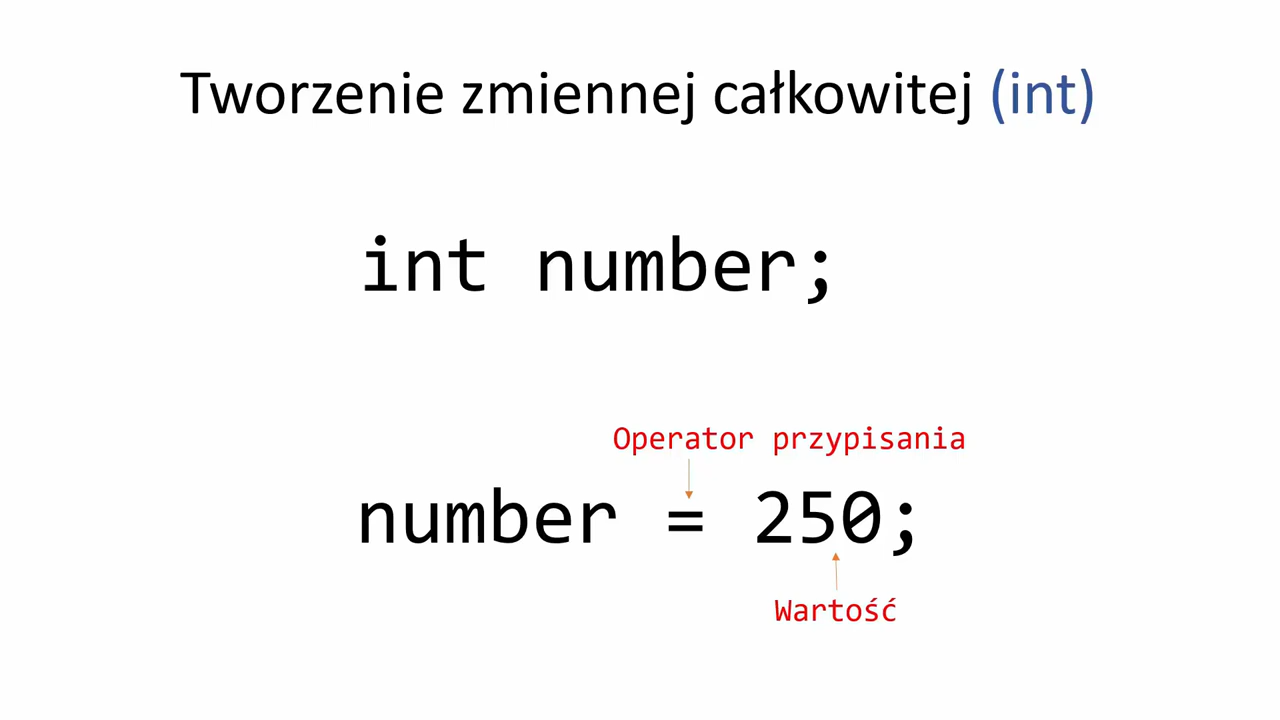 Tworzenie zmiennej całkowitej (int)
int number;
Operator przypisania
number = 250;
Wartość